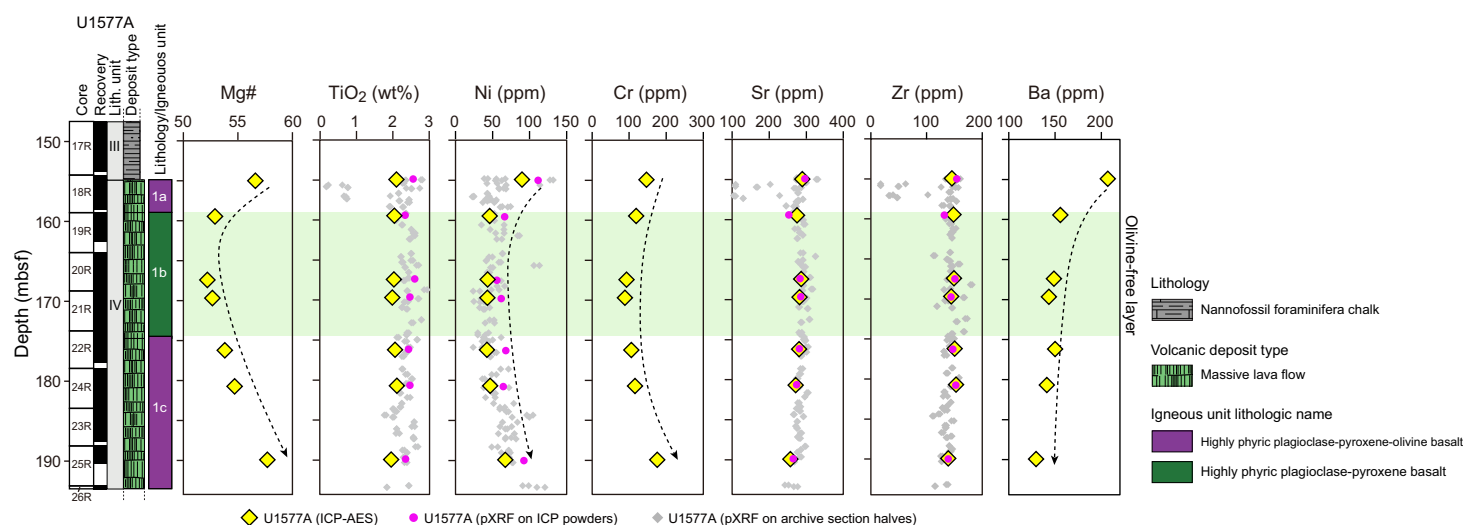 U1577A
Core
Recovery
Lith. unit
Deposit type
Lithology/Igneuous unit
Mg#
TiO2 (wt%)
Ni (ppm)
Cr (ppm)
Sr (ppm)
Zr (ppm)
Ba (ppm)
50 55 60
0 1 2 3
0 50 100 150
0 100 200 300
100 200 300 400
0 100 200
100 150 200
Depth (mbsf)
150
160
170
180
190
17R
18R
19R
20R
21R
22R
24R
23R
25R
26R
III
IV
1a
1b
1c
Olivine-free layer
Lithology
Nannofossil foraminifera chalk
Volcanic deposit type
Massive lava flow
Igneous unit lithologic name
Highly phyric plagioclase-pyroxene-olivine basalt
Highly phyric plagioclase-pyroxene basalt
U1577A (ICP-AES)
U1577A (pXRF on ICP powders)
U1577A (pXRF on archive section halves)